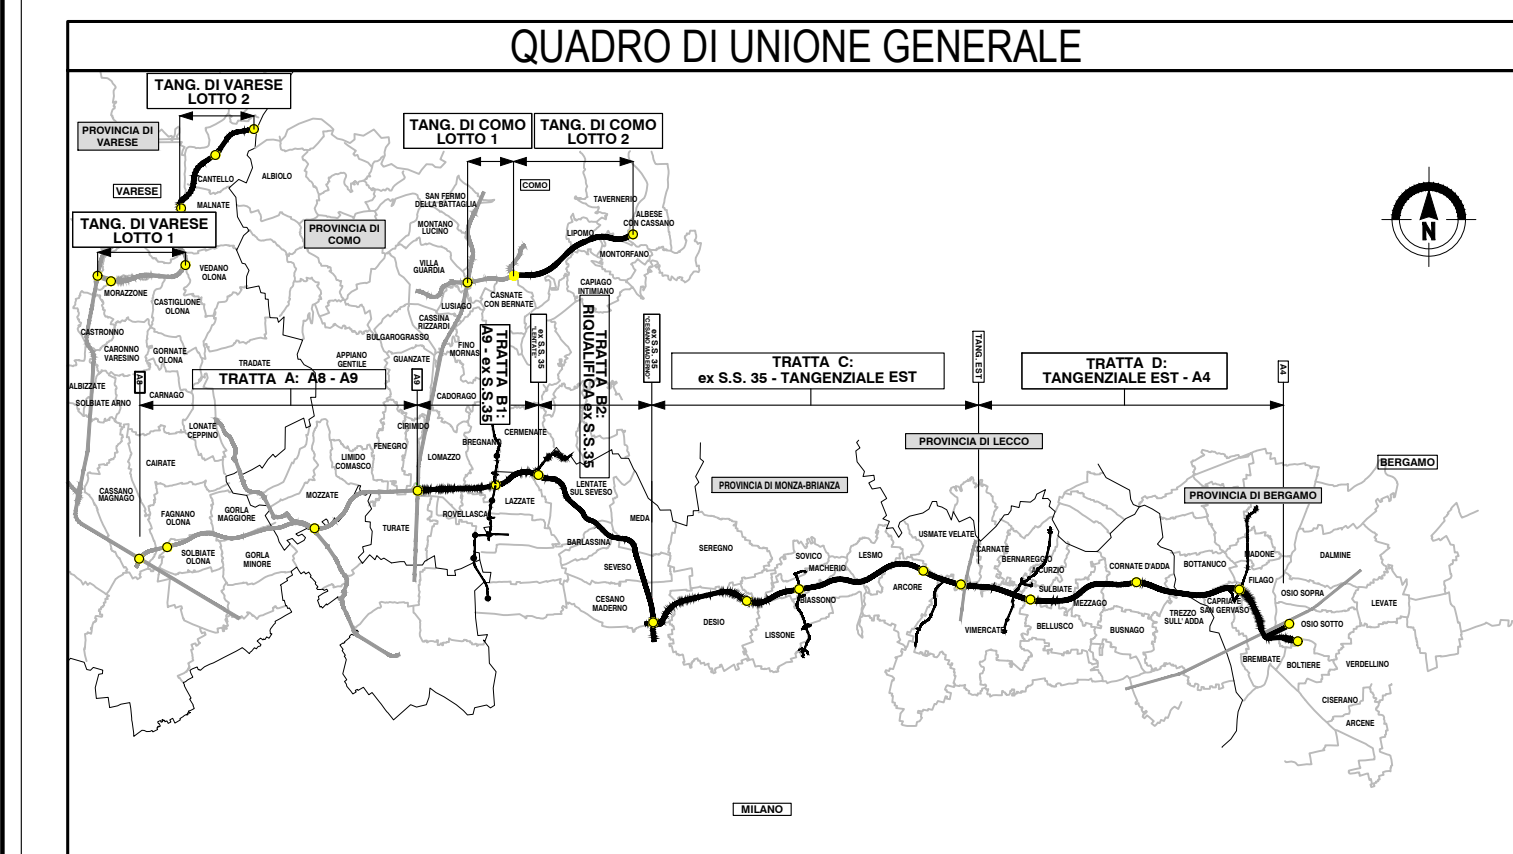 QUADRO DI UNIONE GENERALE
TANG. DI VARESE
LOTTO 2
PROVINCIA DI
VARESE
VARESE
CANTELLO
ALBIOLO
MALNATE
TANG. DI VARESE
LOTTO 1
PROVINCIA DI
COMO
TANG. DI COMO
LOTTO 1
TANG. DI COMO
LOTTO 2
COMO
SAN FERMO
DELLA BATTAGLIA
TAVERNERIO
ALBESE
CON CASSANO
MONTANO
LUCINO
LIPOMO
MONTORFANO
VILLA
GUARDIA
VEDANO
OLONA
MORAZZONE
CASTIGLIONE
OLONA
LUSIAGO
CASNATE
CON BERNATE
CAPIAGO
INTIMIANO
CASSINA
RIZZARDI
CASTRONNO
BULGAROGRASSO
CARONNO
VARESINO
GORNATE
OLONA
TRADATE
APPIANO
GENTILE
GUANZATE
FINO
MORNAS
ALBIZZATE
SOLBIATE ARNO
CARNAGO
CADORAGO
A8
TRATTA A: A8 - A9
A9
TRATTA B1:
A9 - ex S.S.35
ex S.S. 35
"LENTATE"
TRATTA B2:
RIQUALIFICA ex S.S.35
ex S.S. 35
"CESANO MADERNO"
TRATTA C:
ex S.S. 35 - TANGENZIALE EST
TANG. EST
TRATTA D:
TANGENZIALE EST - A4
A4
LONATE
CEPPINO
CIRIMIDO
FENEGRO
CERMENATE
BREGNANO
LOMAZZO
LIMIDO
COMASCO
CAIRATE
CASSANO
MAGNAGO
MOZZATE
FAGNANO
OLONA
GORLA
MAGGIORE
TURATE
ROVELLASCA
LAZZATE
LENTATE
SUL SEVESO
SOLBIATE
OLONA
GORLA
MINORE
MEDA
BARLASSINA
SEVESO
CESANO
MADERNO
PROVINCIA DI MONZA-BRIANZA
PROVINCIA DI LECCO
PROVINCIA DI BERGAMO
BERGAMO
SEREGNO
SOVICO
MACHERIO
LESMO
USMATE VELATE
CARNATE
BERNAREGGIO
CORNATE D'ADDA
BOTTANUCO
MADONE
DALMINE
FILAGO
OSIO SOPRA
ARCORE
SULBIATE
MEZZAGO
BIASSONO
DESIO
LISSONE
VIMERCATE
BELLUSCO
BUSNAGO
TREZZO
SULL' ADDA
CAPRIATE
SAN GERVASO
LEVATE
OSIO SOTTO
BREMBATE
BOLTIERE
VERDELLINO
CISERANO
ARCENE
MILANO
N